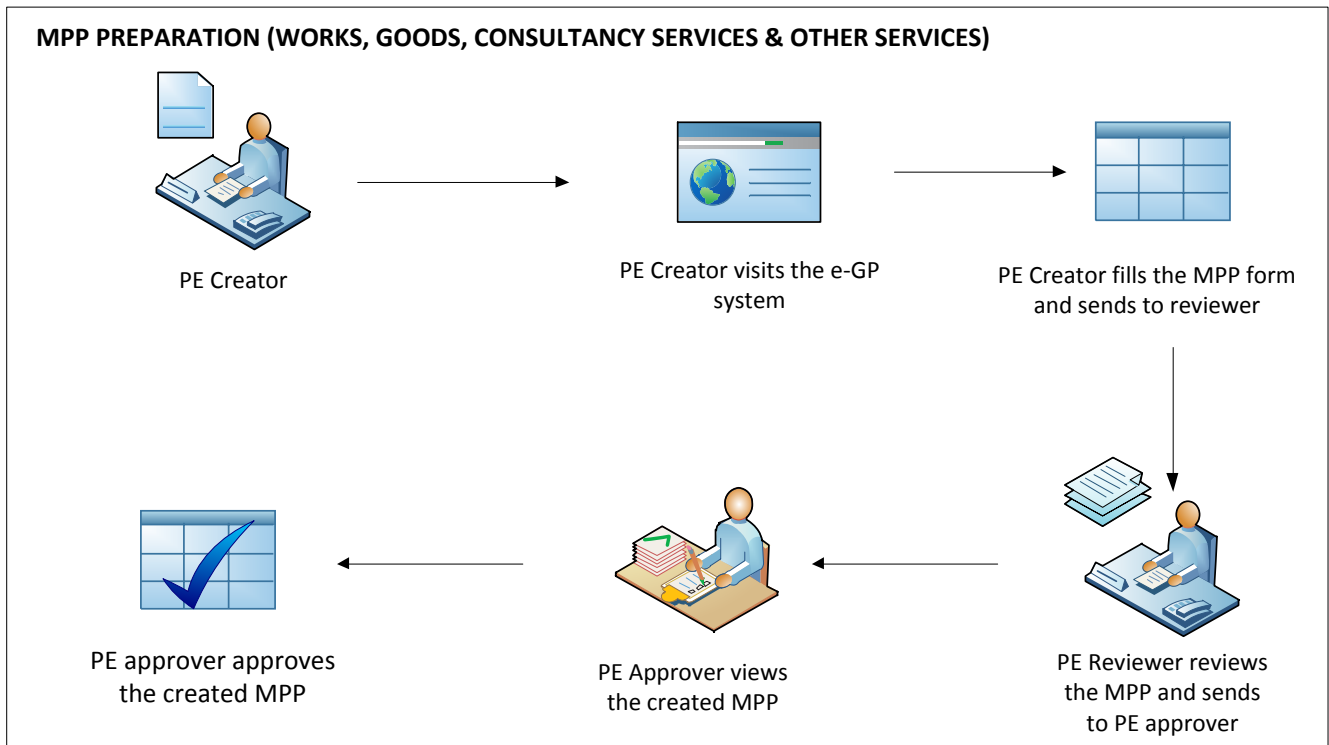 MPP PREPARATION (WORKS, GOODS, CONSULTANCY SERVICES & OTHER SERVICES)
PE Creator
PE Creator visits the e-GP
system
PE Creator fills the MPP form
and sends to reviewer
PE Reviewer reviews
the MPP and sends
to PE approver
PE Approver views
the created MPP
PE approver approves
the created MPP